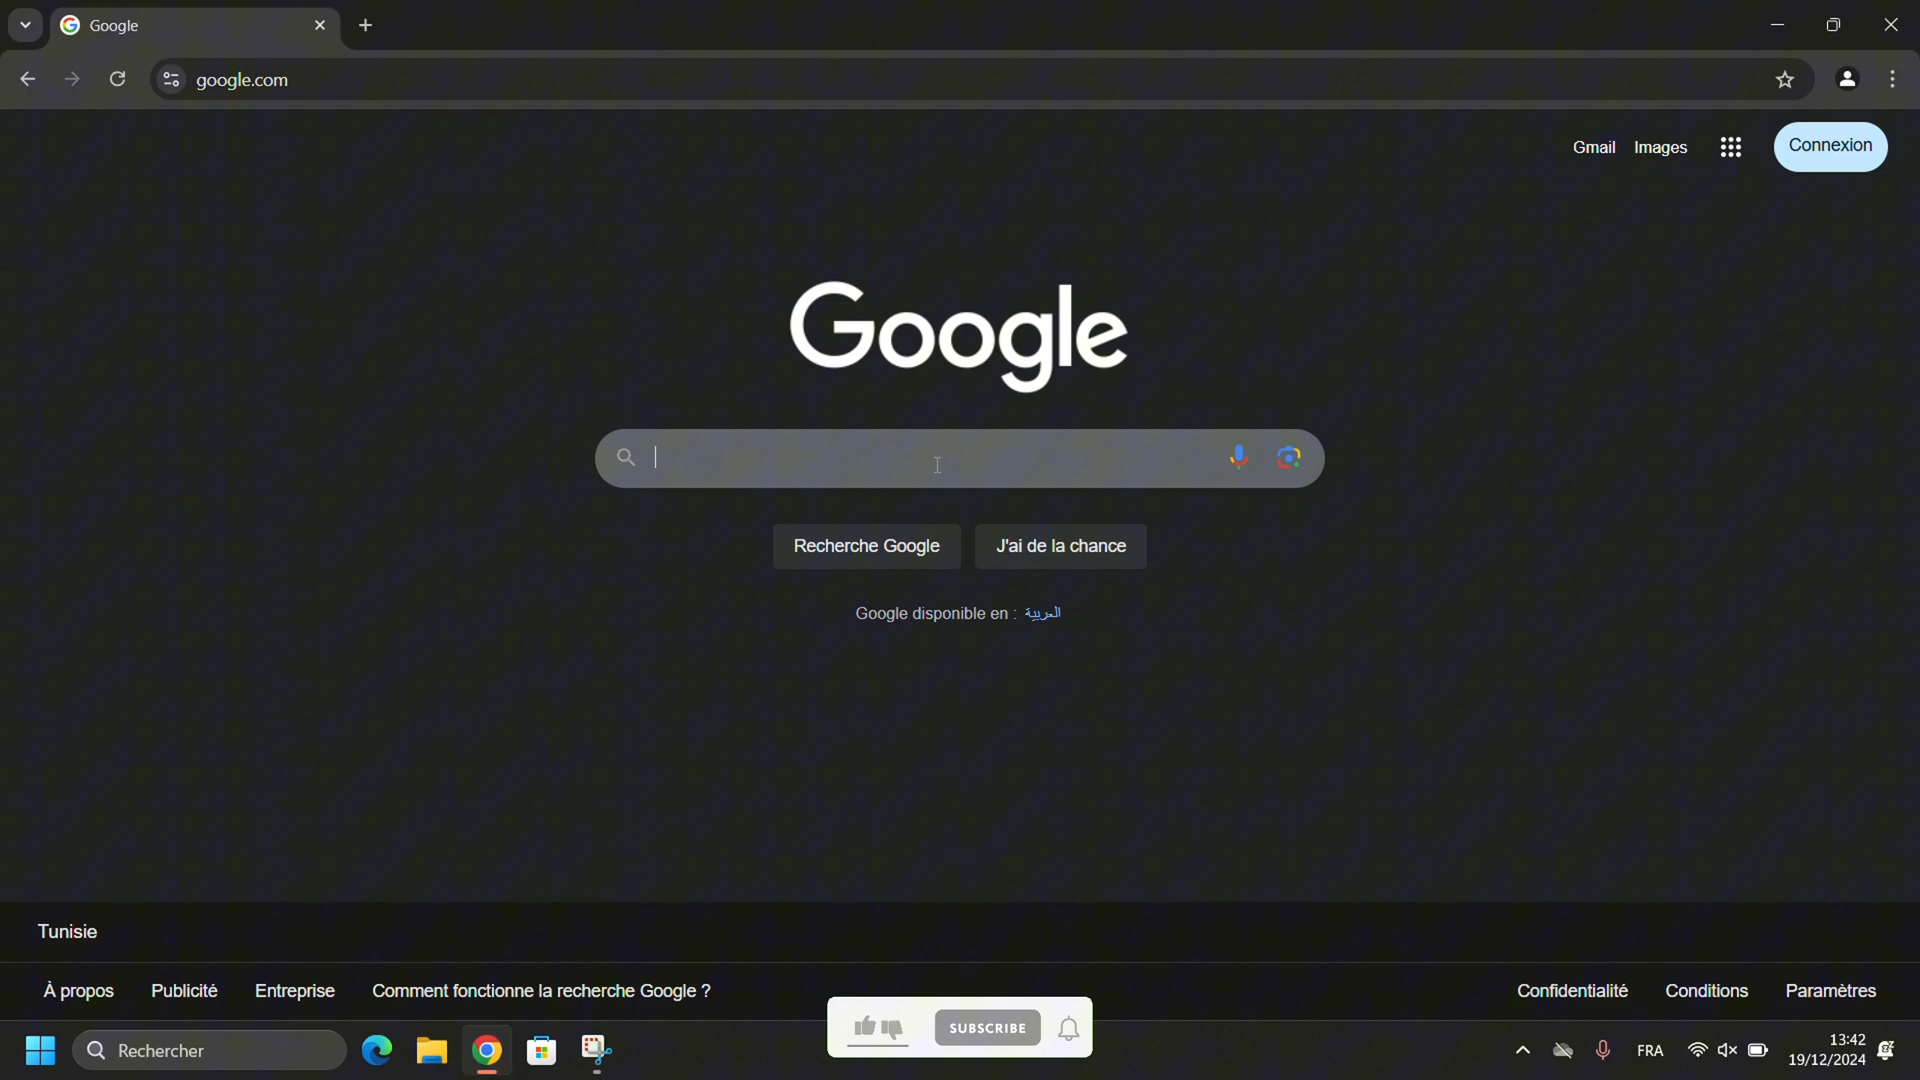 Google
google.com
Gmail Images Connexion
Google
Recherche Google J'ai de la chance
Google disponible en : العربية
Tunisie
À propos Publicité Entreprise Comment fonctionne la recherche Google ? Confidentialité Conditions Paramètres
SUBSCRIBE
Rechercher FRA 13:42
19/12/2024